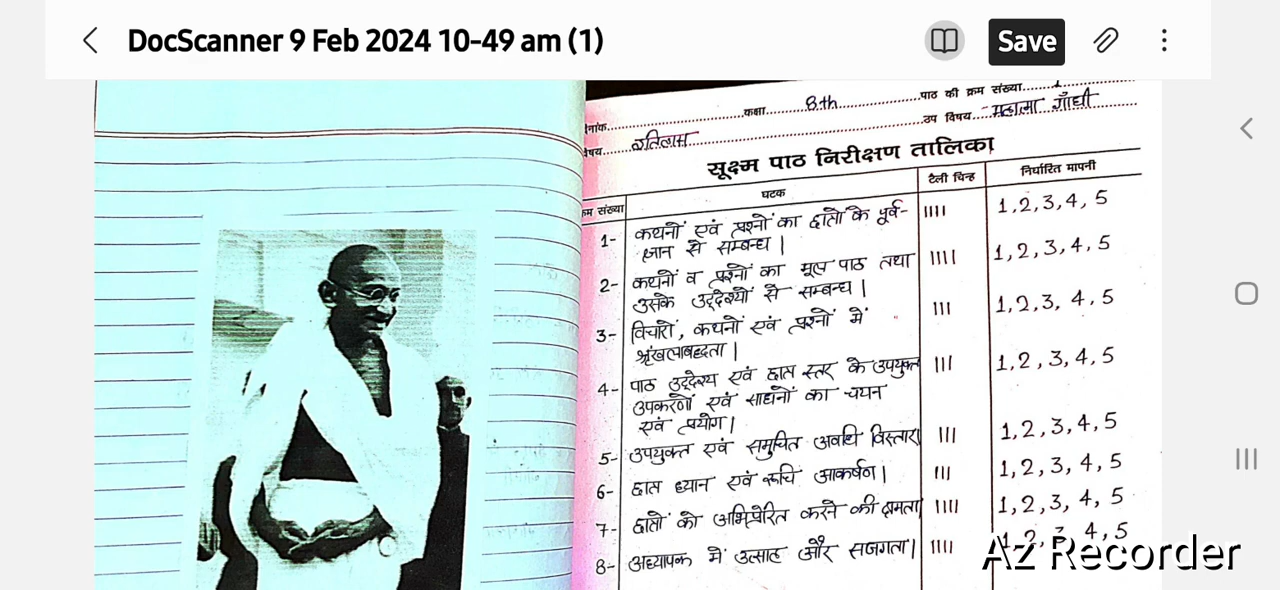 DocScanner 9 Feb 2024 10-49 am (1)
Save
कक्षा 8th पाठ की क्रम संख्या 1
इतिहास उप विषय - महात्मा गाँधी
सूक्ष्म पाठ निरीक्षण तालिका
संख्या घटक टैली चिन्ह निर्धारित मापनी
1- कथनों एवं प्रश्नों का छात्रों के पूर्व- |||| 1, 2, 3, 4, 5
ज्ञान से सम्बन्ध |
2- कथनों व प्रश्नों का मूल पाठ तथा |||| 1, 2, 3, 4, 5
उसके उद्देश्यों से सम्बन्ध |
3- विचारों, कथनों एवं प्रश्नों में ||| 1, 2, 3, 4, 5
श्रृंखलाबद्धता |
4- पाठ उद्देश्य एवं छात्र स्तर के उपयुक्त ||| 1, 2, 3, 4, 5
उपकरणों एवं साधनों का चयन
एवं प्रयोग |
5- उपयुक्त एवं समुचित अवधि विस्तार| ||| 1, 2, 3, 4, 5
6- छात्र ध्यान एवं रूचि आकर्षण | ||| 1, 2, 3, 4, 5
7- छात्रों को अभिप्रेरित करने की क्षमता| |||| 1, 2, 3, 4, 5
8- अध्यापक में उत्साह और सजगता | |||| 1, 2, 3, 4, 5
Az Recorder